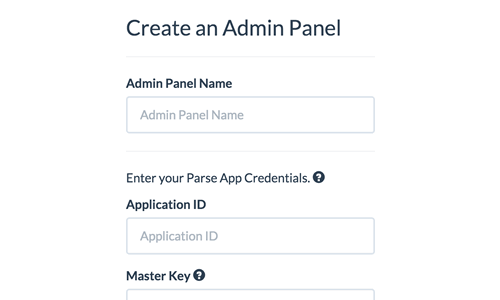 Create an Admin Panel
Admin Panel Name
Admin Panel Name
Enter your Parse App Credentials.
Application ID
Application ID
Master Key